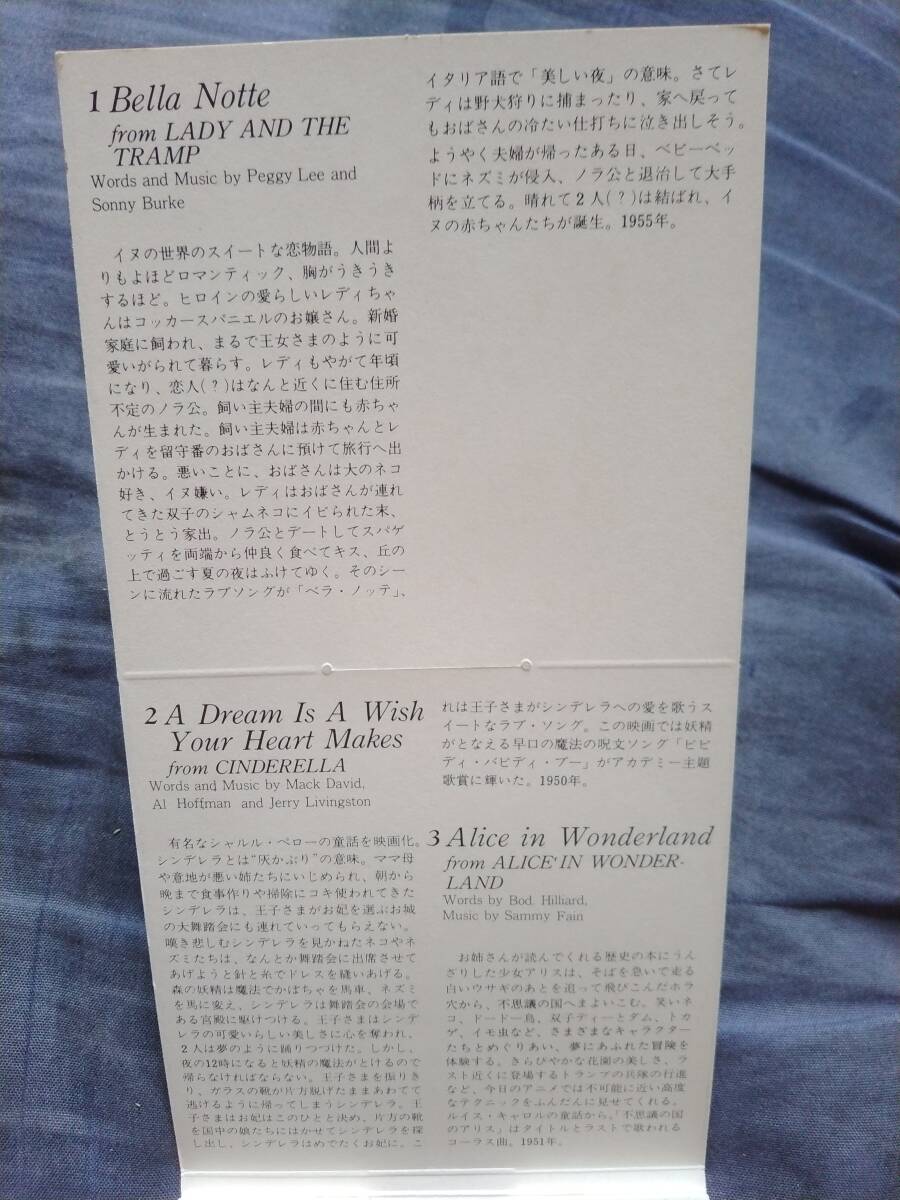 1 Bella Notte
from LADY AND THE
TRAMP
Words and Music by Peggy Lee and
Sonny Burke
イヌの世界のスイートな恋物語。人間よ
りもよほどロマンティック、胸がうきうき
するほど。ヒロインの愛らしいレディちゃ
んはコッカースパニエルのお嬢さん。新婚
家庭に飼われ、まるで王女さまのように可
愛いがられて暮らす。レディもやがて年頃
になり、恋人(?)はなんと近くに住む住所
不定のノラ公。飼い主夫婦の間にも赤ちゃ
んが生まれた。飼い主夫婦は赤ちゃんとレ
ディを留守番のおばさんに預けて旅行へ出
かける。悪いことに、おばさんは大のネコ
好き、イヌ嫌い。レディはおばさんが連れ
てきた双子のシャムネコにイビられた末、
とうとう家出。ノラ公とデートしてスパゲ
ッティを両端から仲良く食べてキス、丘の
上で過ごす夏の夜はふけてゆく。そのシー
ンに流れたラブソングが「ベラ・ノッテ」、
イタリア語で「美しい夜」の意味。さてレ
ディは野犬狩りに捕まったり、家へ戻って
もおばさんの冷たい仕打ちに泣き出しそう。
ようやく夫婦が帰ったある日、ベビーベッ
ドにネズミが侵入、ノラ公と退治して大手
柄を立てる。晴れて2人(?)は結ばれ、イ
ヌの赤ちゃんたちが誕生。1955年。
2 A Dream Is A Wish
Your Heart Makes
from CINDERELLA
Words and Music by Mack David,
Al Hoffman and Jerry Livingston
有名なシャルル・ペローの童話を映画化。
シンデレラとは“灰かぶり”の意味。ママ母
や意地が悪い姉たちにいじめられ、朝から
晩まで食事作りや掃除にコキ使われてきた
シンデレラは、王子さまがお妃を選ぶお城
の大舞踏会にも連れていってもらえない。
嘆き悲しむシンデレラを見かねたネコやネ
ズミたちは、なんとか舞踏会に出席させて
あげようと針と糸でドレスを縫いあげる。
森の妖精は魔法でかぼちゃを馬車、ネズミ
を馬に変え、シンデレラは舞踏会の会場で
ある宮殿に駆けつける。王子さまはシンデ
レラの可愛いらしい美しさに心を奪われ、
2人は夢のように踊りつづけた。しかし、
夜の12時になると妖精の魔法がとけるので
帰らなければならない。王子さまを振りき
り、ガラスの靴が片方脱げたままあわてて
逃げるように帰ってしまうシンデレラ。王
子さまはお妃はこのひとと決め、片方の靴
を国中の娘たちにはかせてシンデレラを探
し出し、シンデレラはめでたくお妃に。こ
れは王子さまがシンデレラへの愛を歌うス
イートなラブ・ソング。この映画では妖精
がとなえる早口の魔法の呪文ソング「ビビ
ディ・バビディ・ブー」がアカデミー主題
歌賞に輝いた。1950年。
3 Alice in Wonderland
from ALICE IN WONDER-
LAND
Words by Bod. Hilliard,
Music by Sammy Fain
お姉さんが読んでくれる歴史の本にうん
ざりした少女アリスは、そばを急いで走る
白いウサギのあとを追って飛びこんだホラ
穴から、不思議の国へまよいこむ。笑いネ
コ、ドードー鳥、双子ティーとダム、トカ
ゲ、イモ虫など、さまざまなキャラクター
たちとめぐりあい、夢にあふれた冒険を
体験する。きらびやかな花園の美しさ、ラ
スト近くに登場するトランプの兵隊の行進
など、今日のアニメでは不可能に近い高度
なテクニックをふんだんに見せてくれる。
ルイス・キャロルの童話から。「不思議の国
のアリス」はタイトルとラストで歌われる
コーラス曲。1951年。